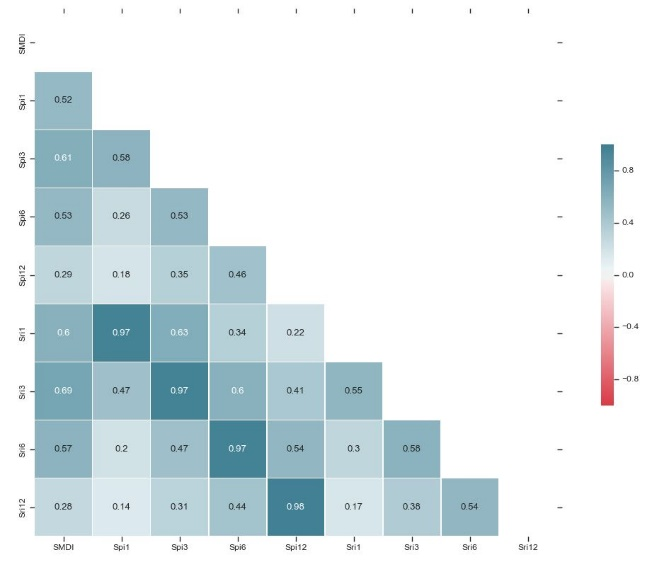 SMDI
Spi1 0.52
Spi3 0.61 0.58
Spi6 0.53 0.26 0.53
Spi12 0.29 0.18 0.35 0.46
Sri1 0.6 0.97 0.63 0.34 0.22
Sri3 0.69 0.47 0.97 0.6 0.41 0.55
Sri6 0.57 0.2 0.47 0.97 0.54 0.3 0.58
Sri12 0.28 0.14 0.31 0.44 0.98 0.17 0.38 0.54
SMDI Spi1 Spi3 Spi6 Spi12 Sri1 Sri3 Sri6 Sri12
0.8
0.4
0.0
−0.4
−0.8